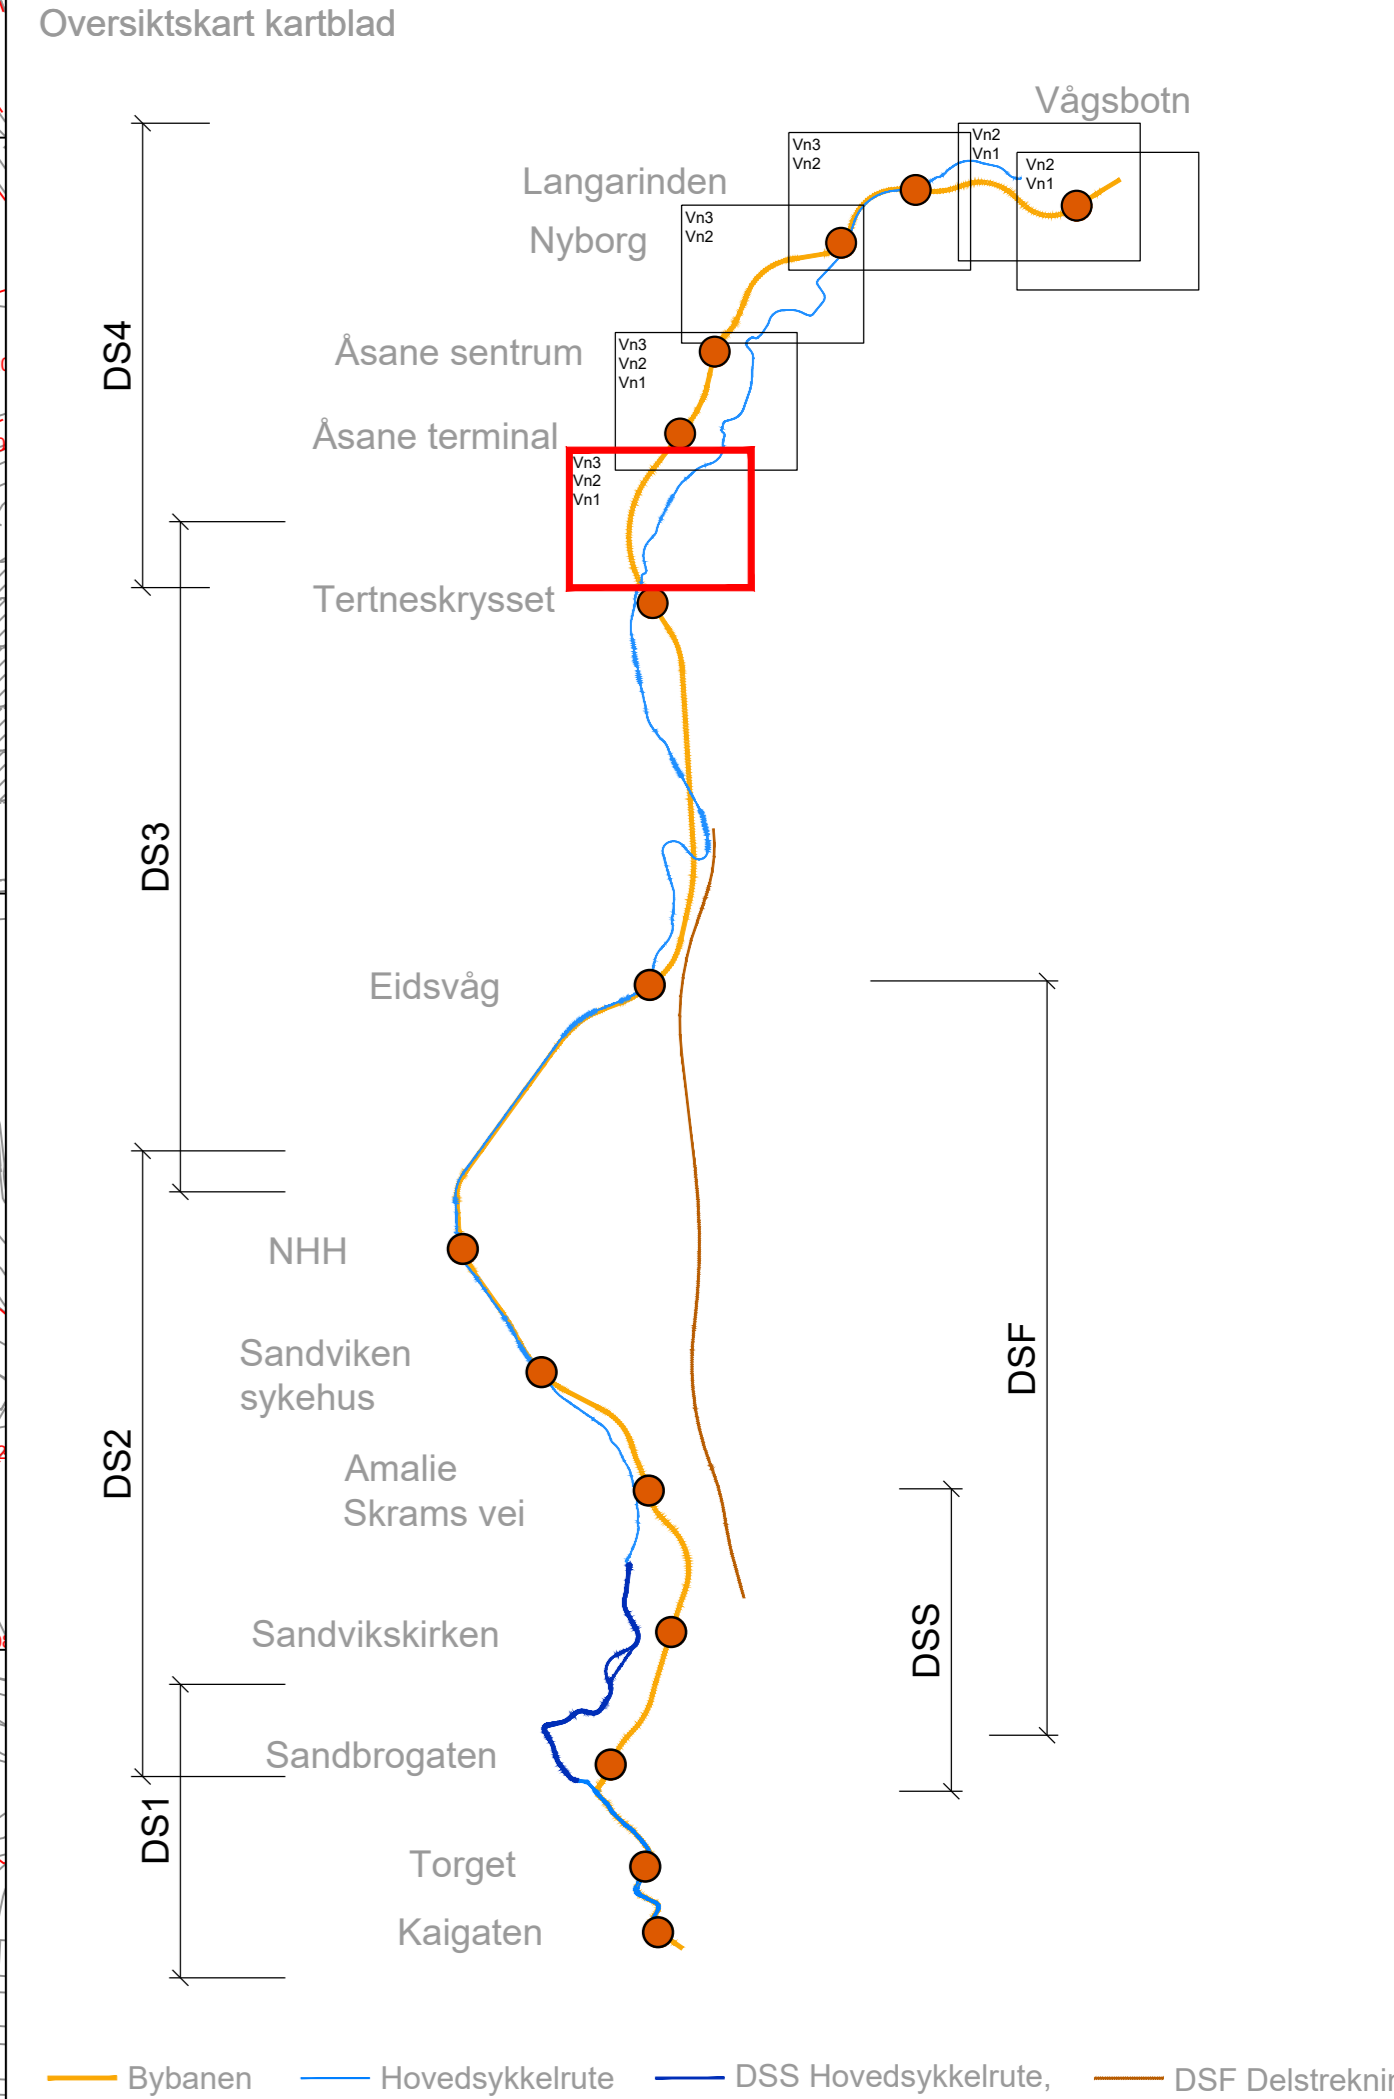 Oversiktskart kartblad
Vågsbotn
Vn2
Vn1
Vn3
Vn2
Vn2
Vn1
Langarinden
Vn3
Vn2
Nyborg
DS4
Vn3
Vn2
Vn1
Åsane sentrum
Åsane terminal
Vn3
Vn2
Vn1
Tertneskrysset
DS3
Eidsvåg
NHH
DSF
Sandviken
sykehus
DS2
Amalie
Skrams vei
DSS
Sandvikskirken
Sandbrogaten
DS1
Torget
Kaigaten
Bybanen
Hovedsykkelrute
DSS Hovedsykkelrute,
DSF